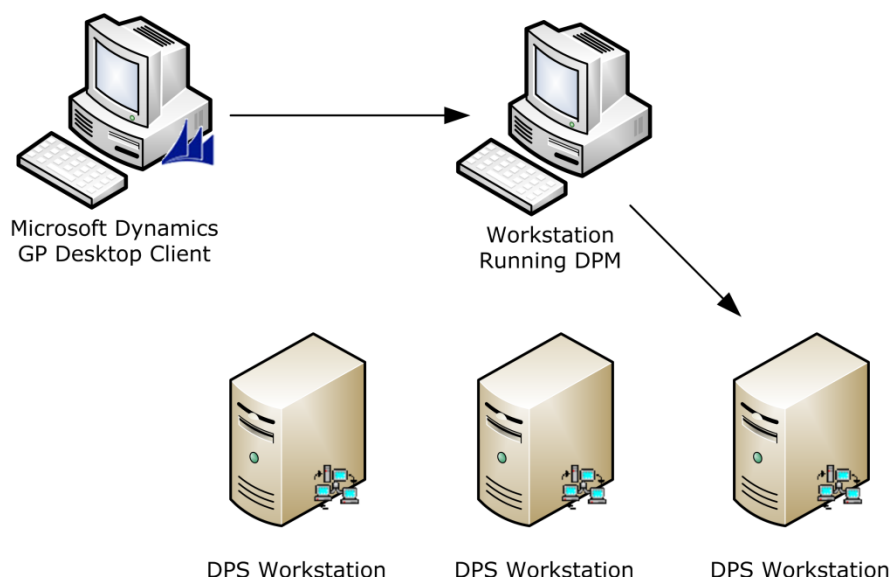 Microsoft Dynamics
GP Desktop Client
Workstation
Running DPM
DPS Workstation
DPS Workstation
DPS Workstation